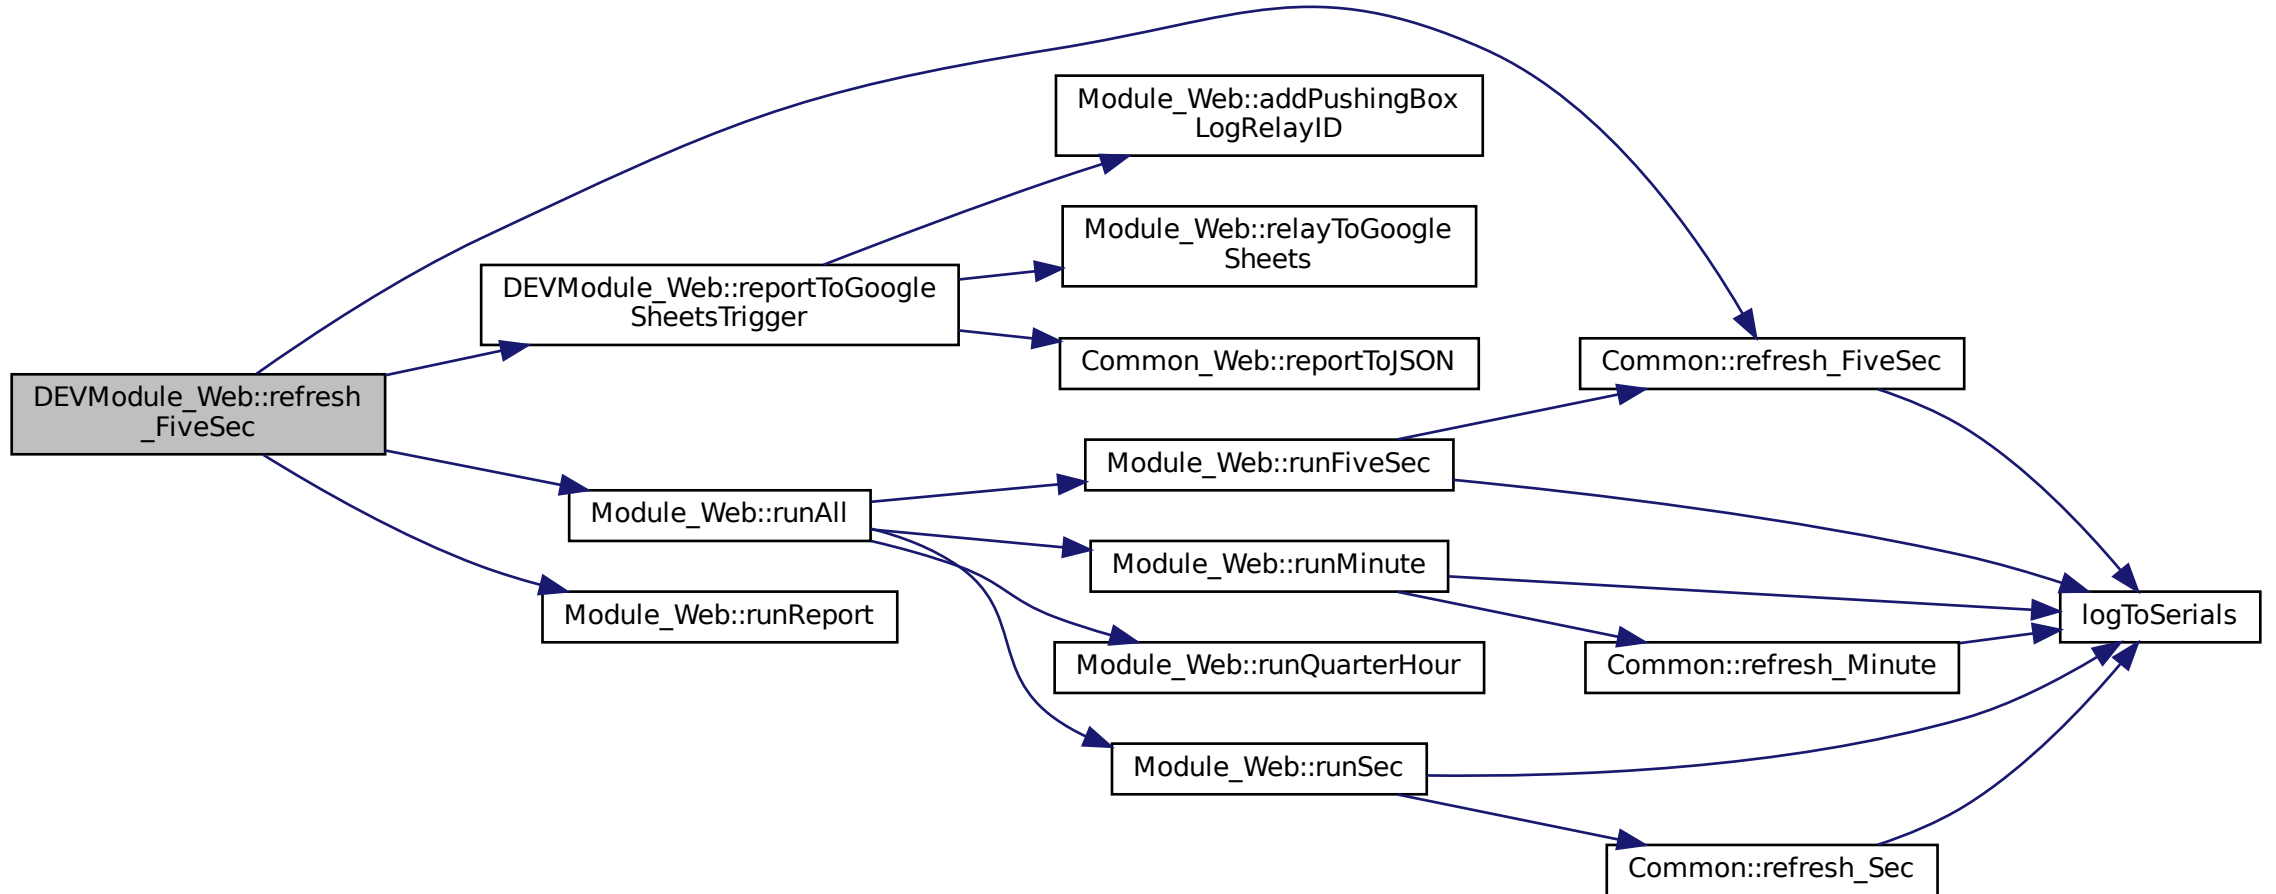 Module_Web::addPushingBox
LogRelayID
Module_Web::relayToGoogle
Sheets
DEVModule_Web::reportToGoogle
SheetsTrigger
Common_Web::reportToJSON
Common::refresh_FiveSec
DEVModule_Web::refresh
_FiveSec
Module_Web::runFiveSec
Module_Web::runAll
Module_Web::runMinute
Module_Web::runReport
logToSerials
Module_Web::runQuarterHour
Common::refresh_Minute
Module_Web::runSec
Common::refresh_Sec